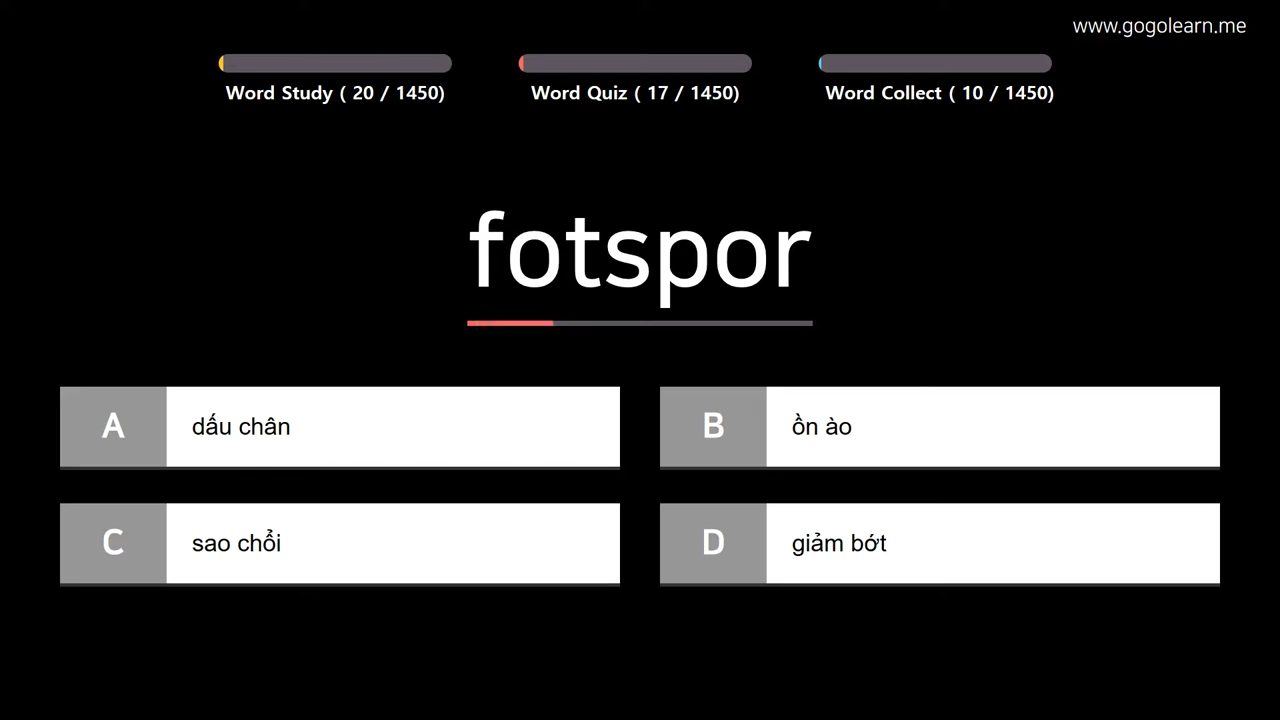 www.gogolearn.me
Word Study ( 20 / 1450)
Word Quiz ( 17 / 1450)
Word Collect ( 10 / 1450)
fotspor
A dấu chân
B ồn ào
C sao chổi
D giảm bớt